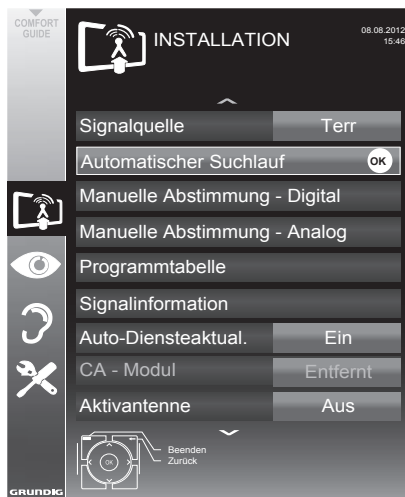 COMFORT
GUIDE
INSTALLATION
08.08.2012
15:46
Signalquelle Terr
Automatischer Suchlauf OK
Manuelle Abstimmung - Digital
Manuelle Abstimmung - Analog
Programmtabelle
Signalinformation
Auto-Diensteaktual. Ein
CA - Modul Entfernt
Aktivantenne Aus
OK
Beenden
Zurück
GRUNDIG